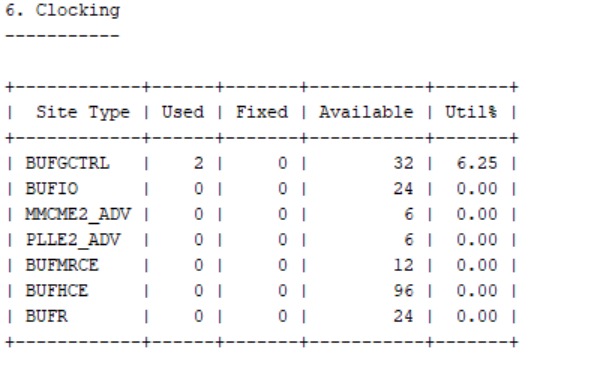 6. Clocking
-----------
+------------+------+-------+-----------+-------+
|  Site Type | Used | Fixed | Available | Util% |
+------------+------+-------+-----------+-------+
| BUFGCTRL   |    2 |     0 |        32 |  6.25 |
| BUFIO      |    0 |     0 |        24 |  0.00 |
| MMCME2_ADV |    0 |     0 |         6 |  0.00 |
| PLLE2_ADV  |    0 |     0 |         6 |  0.00 |
| BUFMRCE    |    0 |     0 |        12 |  0.00 |
| BUFHCE     |    0 |     0 |        96 |  0.00 |
| BUFR       |    0 |     0 |        24 |  0.00 |
+------------+------+-------+-----------+-------+